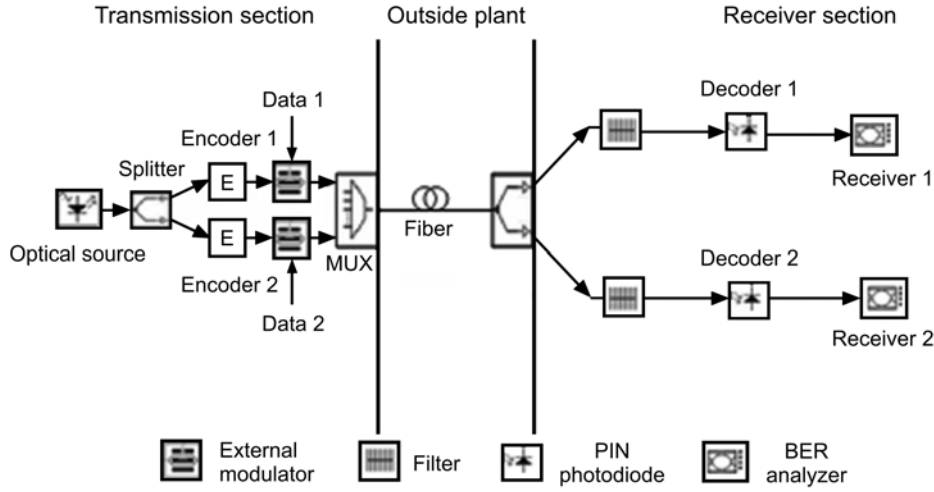 Transmission section
Outside plant
Receiver section
Data 1
Encoder 1
Splitter
E
Optical source
E
Encoder 2
Data 2
MUX
Fiber
Decoder 1
Receiver 1
Decoder 2
Receiver 2
External
modulator
Filter
PIN
photodiode
BER
analyzer